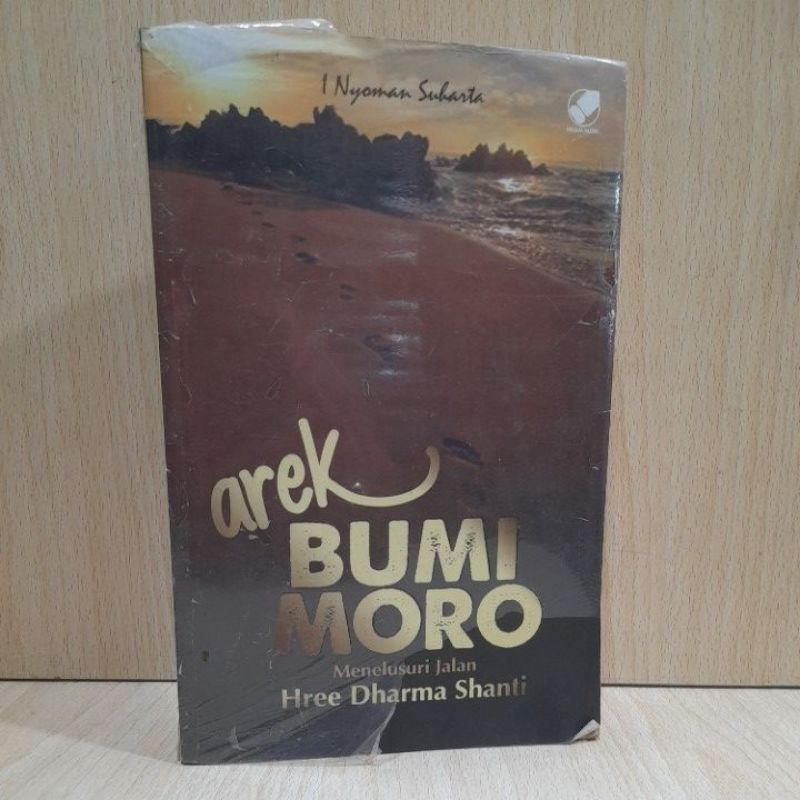 I Nyoman Suharta
arek
BUMI
MORO
Menelusuri Jalan
Hree Dharma Shanti